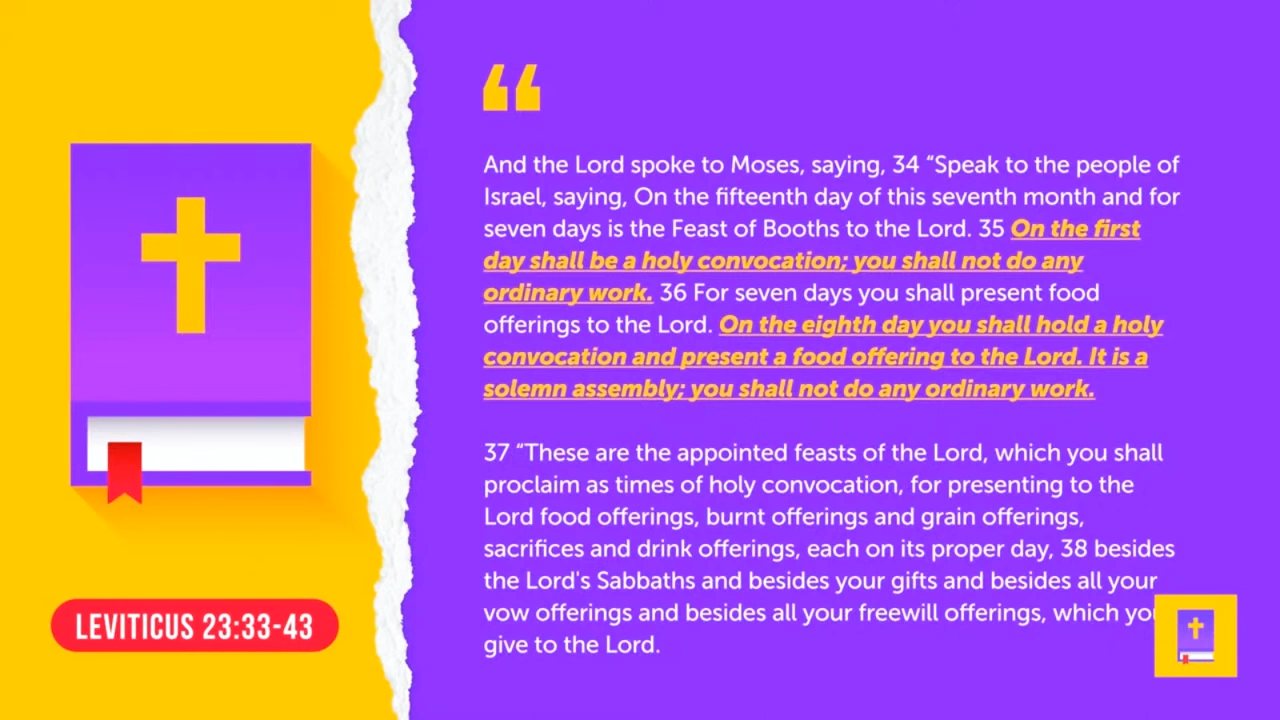 “
And the Lord spoke to Moses, saying, 34 “Speak to the people of
Israel, saying, On the fifteenth day of this seventh month and for
seven days is the Feast of Booths to the Lord. 35 On the first
day shall be a holy convocation; you shall not do any
ordinary work. 36 For seven days you shall present food
offerings to the Lord. On the eighth day you shall hold a holy
convocation and present a food offering to the Lord. It is a
solemn assembly; you shall not do any ordinary work.
37 “These are the appointed feasts of the Lord, which you shall
proclaim as times of holy convocation, for presenting to the
Lord food offerings, burnt offerings and grain offerings,
sacrifices and drink offerings, each on its proper day, 38 besides
the Lord's Sabbaths and besides your gifts and besides all your
vow offerings and besides all your freewill offerings, which
give to the Lord.
LEVITICUS 23:33-43